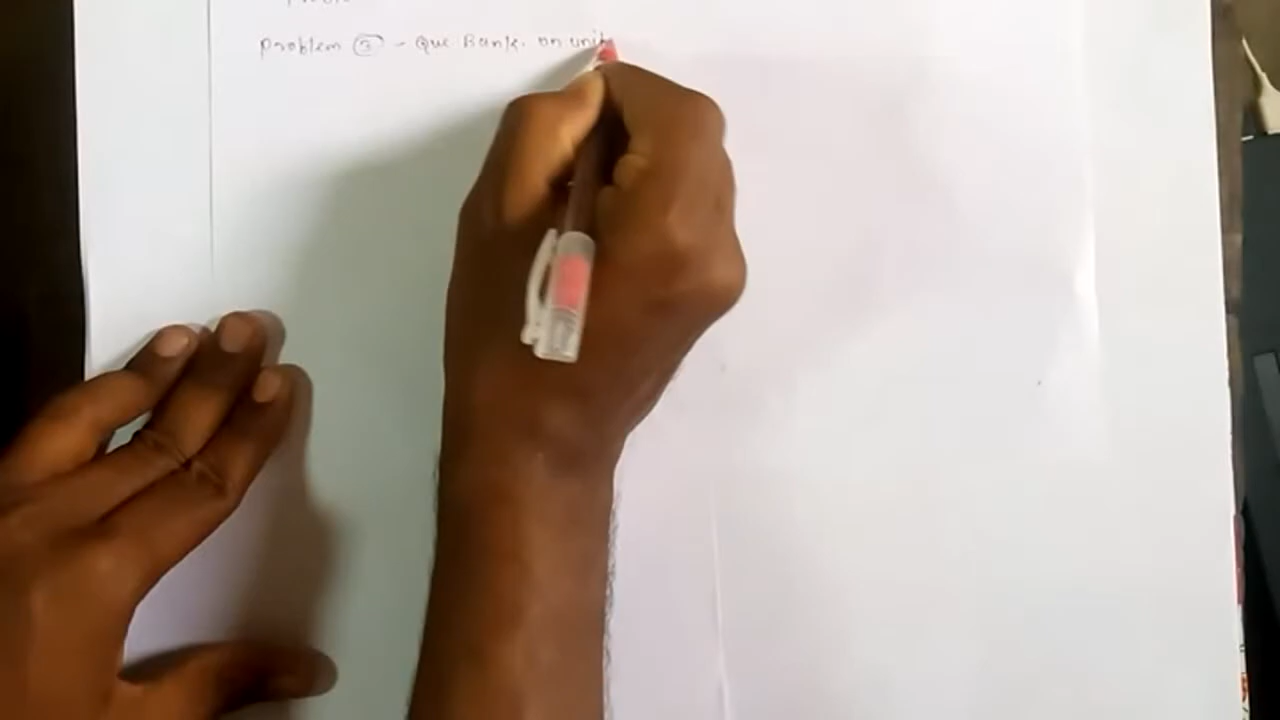 Problem ③ - Que Bank. on unit